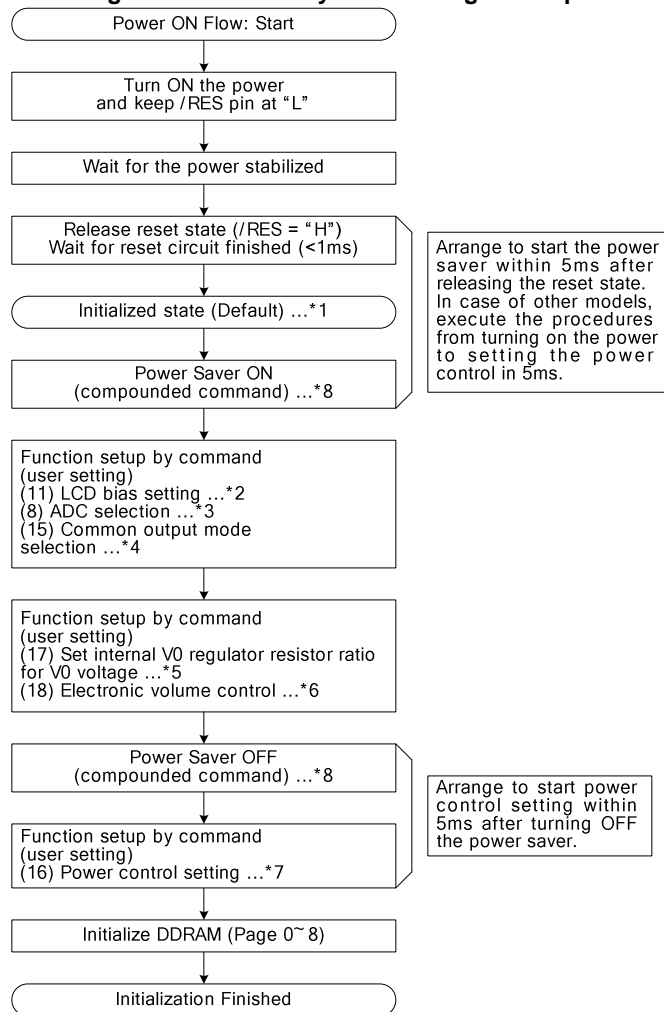 Power ON Flow: Start
Turn ON the power
and keep /RES pin at “L”
Wait for the power stabilized
Release reset state (/RES = “H”)
Wait for reset circuit finished (<1ms)
Initialized state (Default) ...*1
Power Saver ON
(compounded command) ...*8
Arrange to start the power
saver within 5ms after
releasing the reset state.
In case of other models,
execute the procedures
from turning on the power
to setting the power
control in 5ms.
Function setup by command
(user setting)
(11) LCD bias setting ...*2
(8) ADC selection ...*3
(15) Common output mode
selection ...*4
Function setup by command
(user setting)
(17) Set internal V0 regulator resistor ratio
for V0 voltage ...*5
(18) Electronic volume control ...*6
Power Saver OFF
(compounded command) ...*8
Function setup by command
(user setting)
(16) Power control setting ...*7
Arrange to start power
control setting within
5ms after turning OFF
the power saver.
Initialize DDRAM (Page 0~8)
Initialization Finished